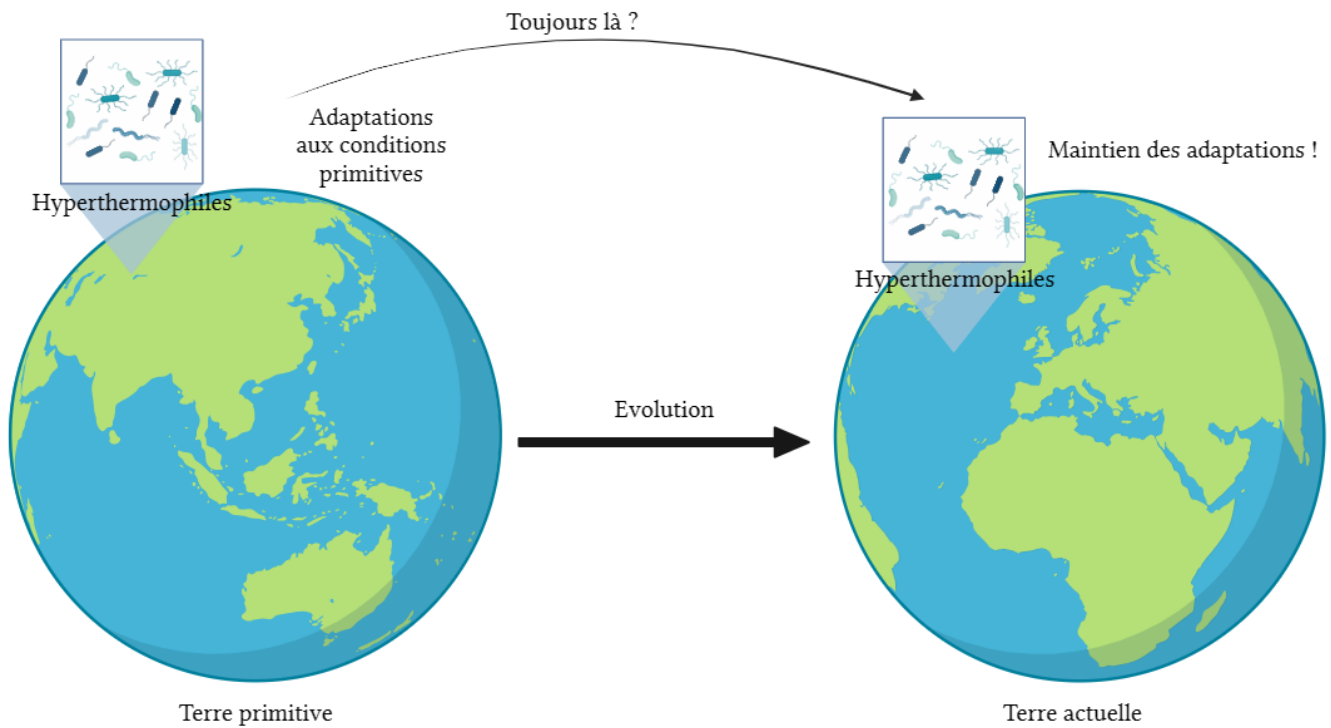 Toujours là ?
Adaptations
aux conditions
primitives
Hyperthermophiles
Maintien des adaptations !
Hyperthermophiles
Evolution
Terre primitive
Terre actuelle